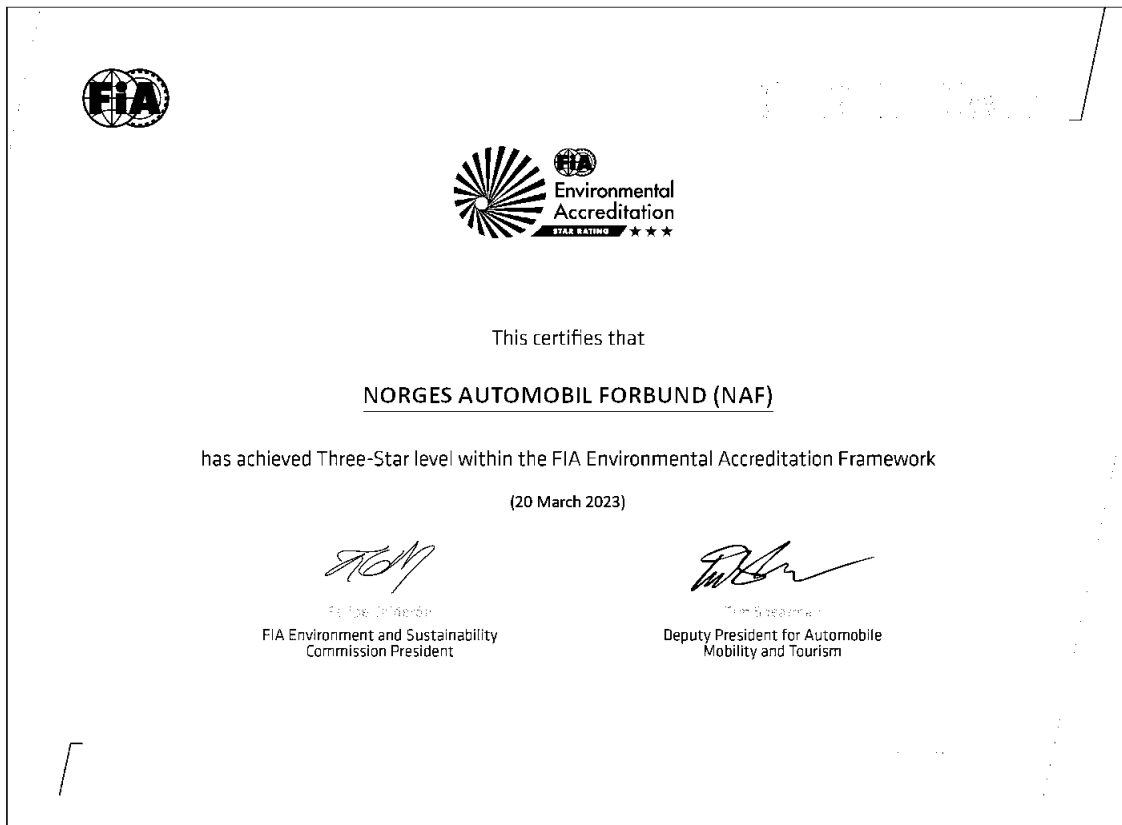 FiA
FiA
Environmental
Accreditation
STAR RATING ★ ★ ★
This certifies that
NORGES AUTOMOBIL FORBUND (NAF)
has achieved Three-Star level within the FIA Environmental Accreditation Framework
(20 March 2023)
FIA Environment and Sustainability
Commission President
Deputy President for Automobile
Mobility and Tourism